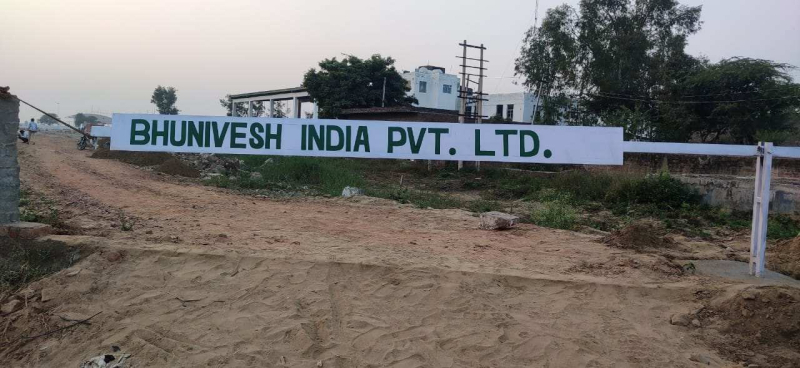 BHUNIVESH INDIA PVT. LTD.